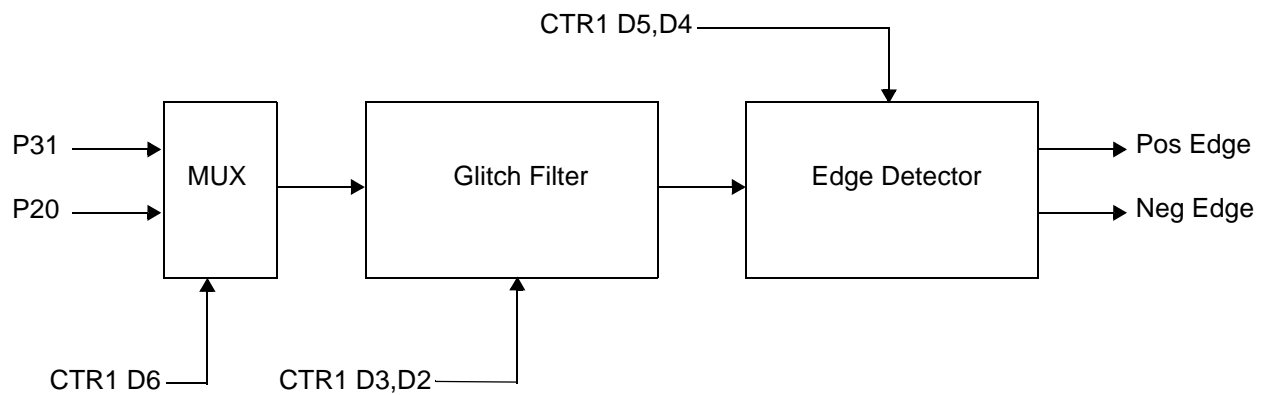 CTR1 D5,D4
P31
P20
MUX
Glitch Filter
Edge Detector
Pos Edge
Neg Edge
CTR1 D6
CTR1 D3,D2